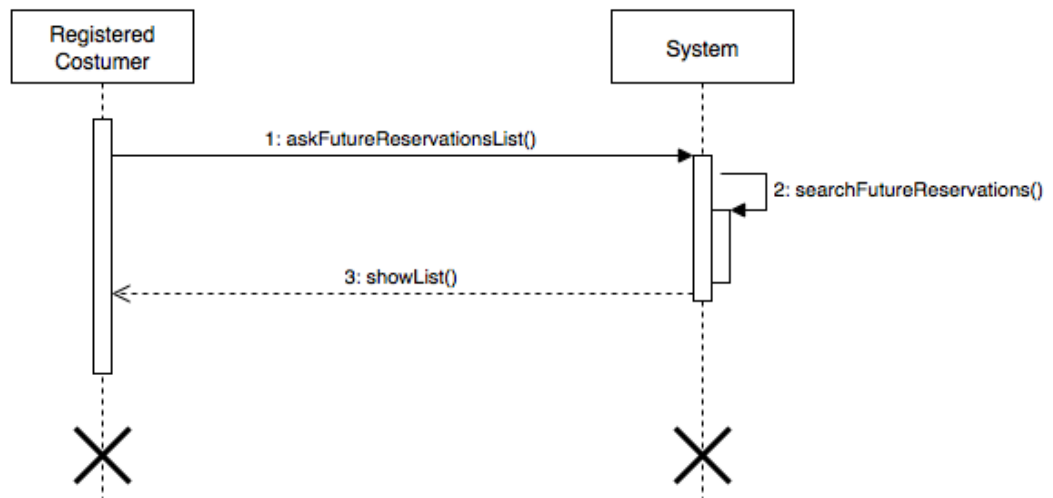 Registered
Costumer
System
1: askFutureReservationsList()
2: searchFutureReservations()
3: showList()